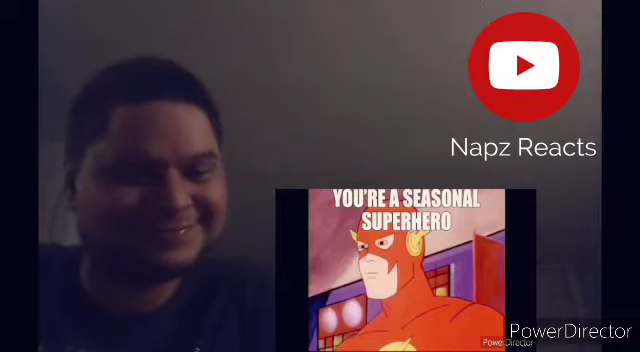 Napz Reacts
YOU'RE A SEASONAL
SUPERHERO
PowerDirector
PowerDirector